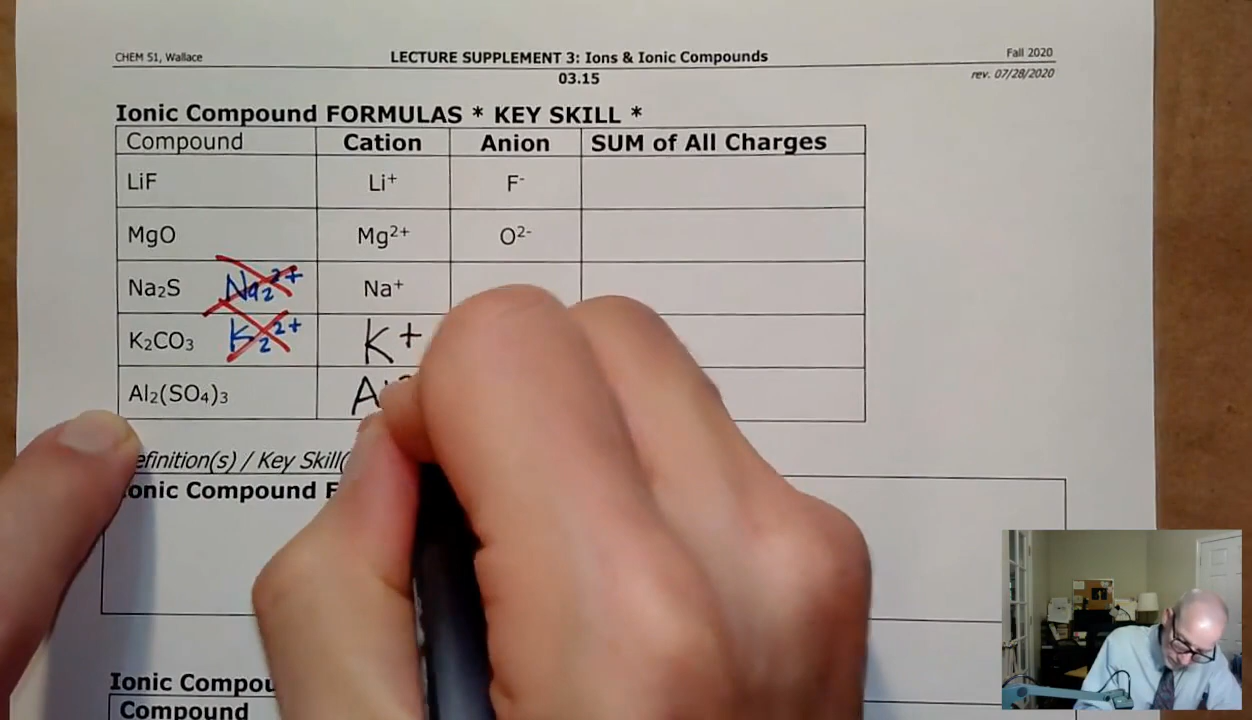 CHEM 51, Wallace LECTURE SUPPLEMENT 3: Ions & Ionic Compounds Fall 2020
03.15 rev. 07/28/2020
Ionic Compound FORMULAS * KEY SKILL *
Compound Cation Anion SUM of All Charges
LiF Li⁺ F⁻
MgO Mg²⁺ O²⁻
Na₂S Na₂²⁺ Na⁺
K₂CO₃ K₂²⁺ K⁺
Al₂(SO₄)₃
efinition(s) / Key Skill(
onic Compound F
Ionic Compou
Compound